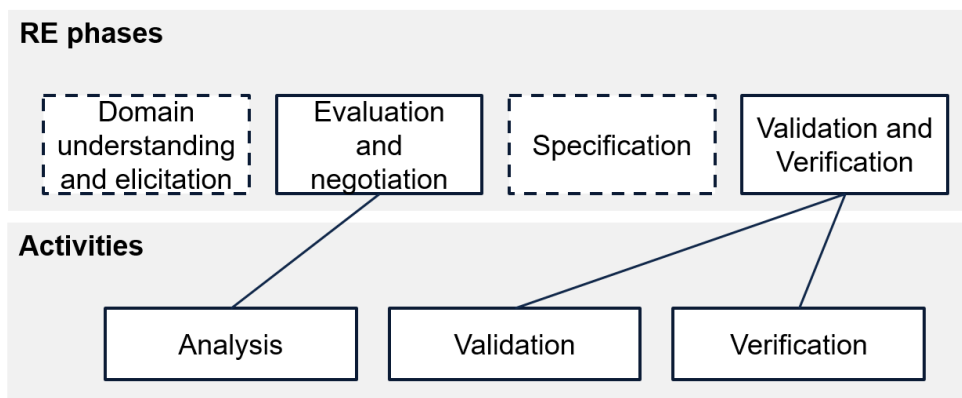 RE phases
Domain
understanding
and elicitation
Evaluation
and
negotiation
Specification
Validation and
Verification
Activities
Analysis
Validation
Verification